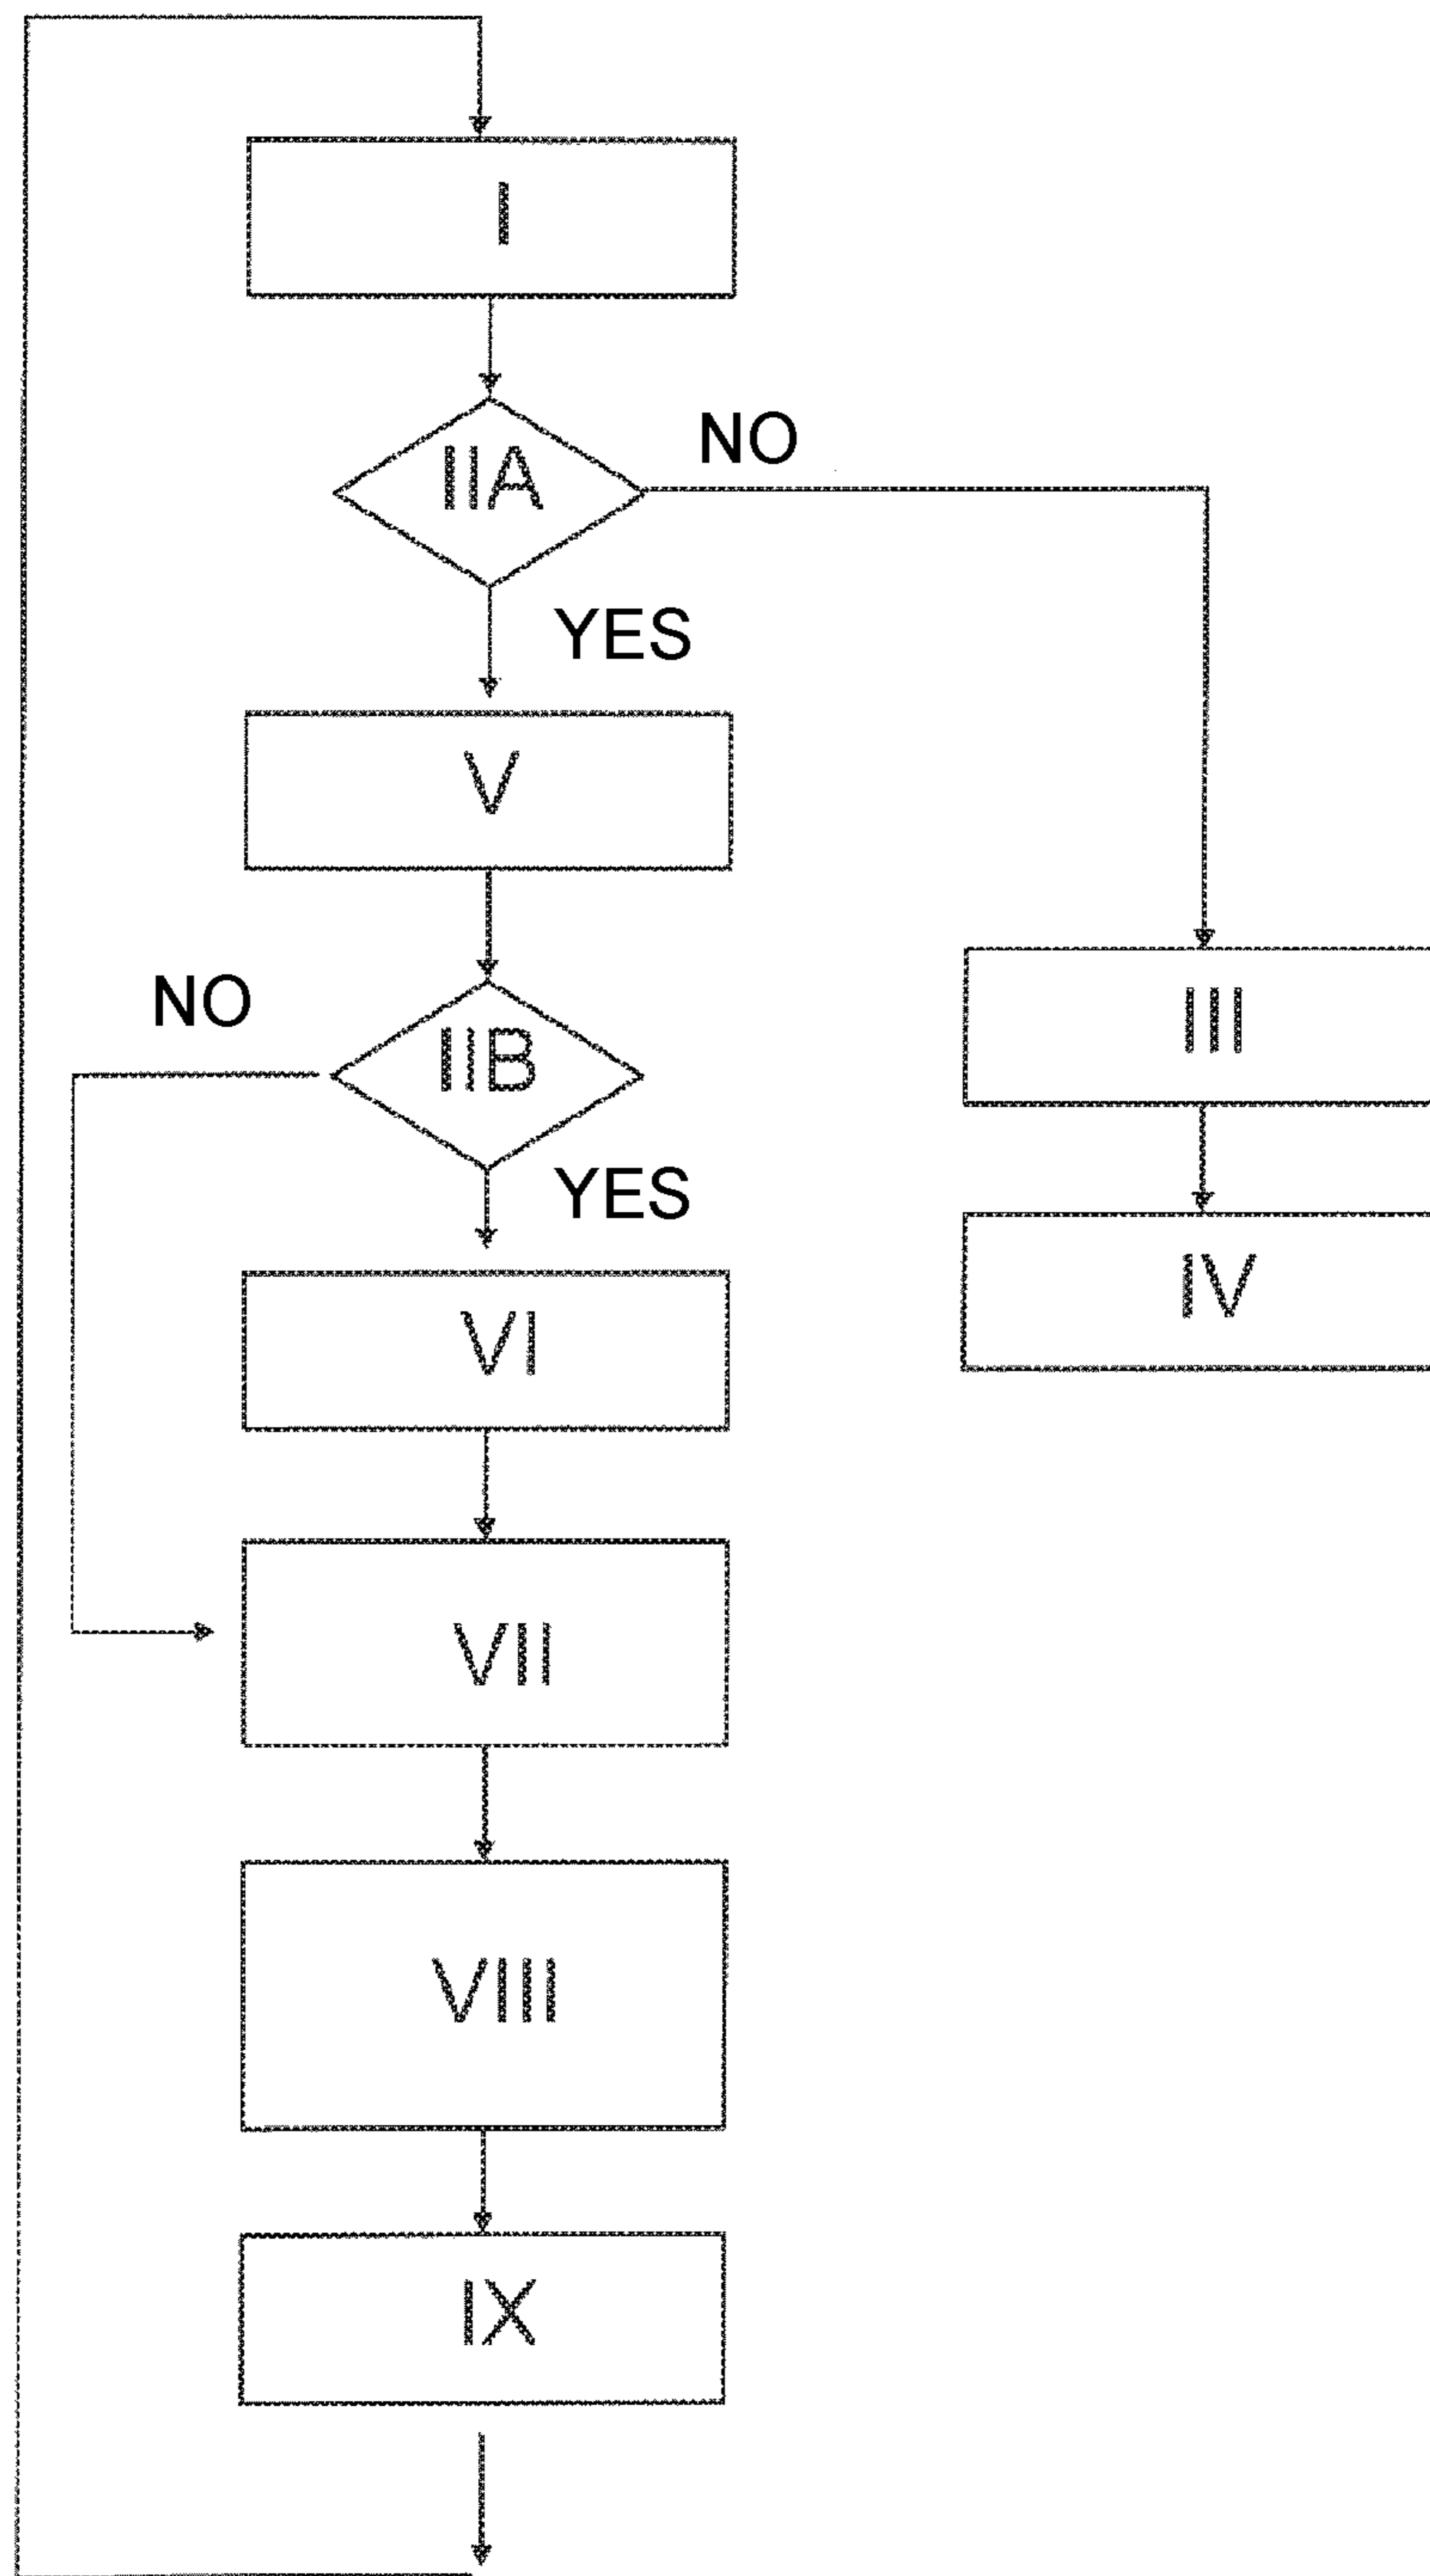 I
IIA
NO
YES
V
NO
IIB
III
YES
IV
VI
VII
VIII
IX